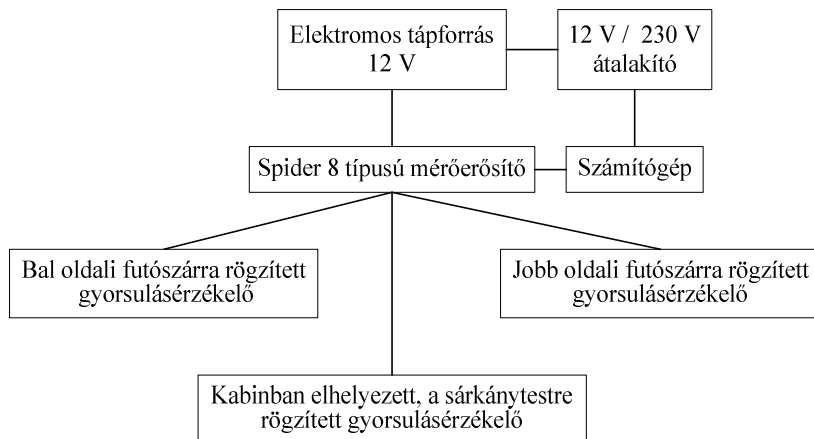 Elektromos tápforrás
12 V
12 V / 230 V
átalakító
Spider 8 típusú mérőerősítő
Számítógép
Bal oldali futószárra rögzített
gyorsulásérzékelő
Jobb oldali futószárra rögzített
gyorsulásérzékelő
Kabinban elhelyezett, a sárkánytestre
rögzített gyorsulásérzékelő